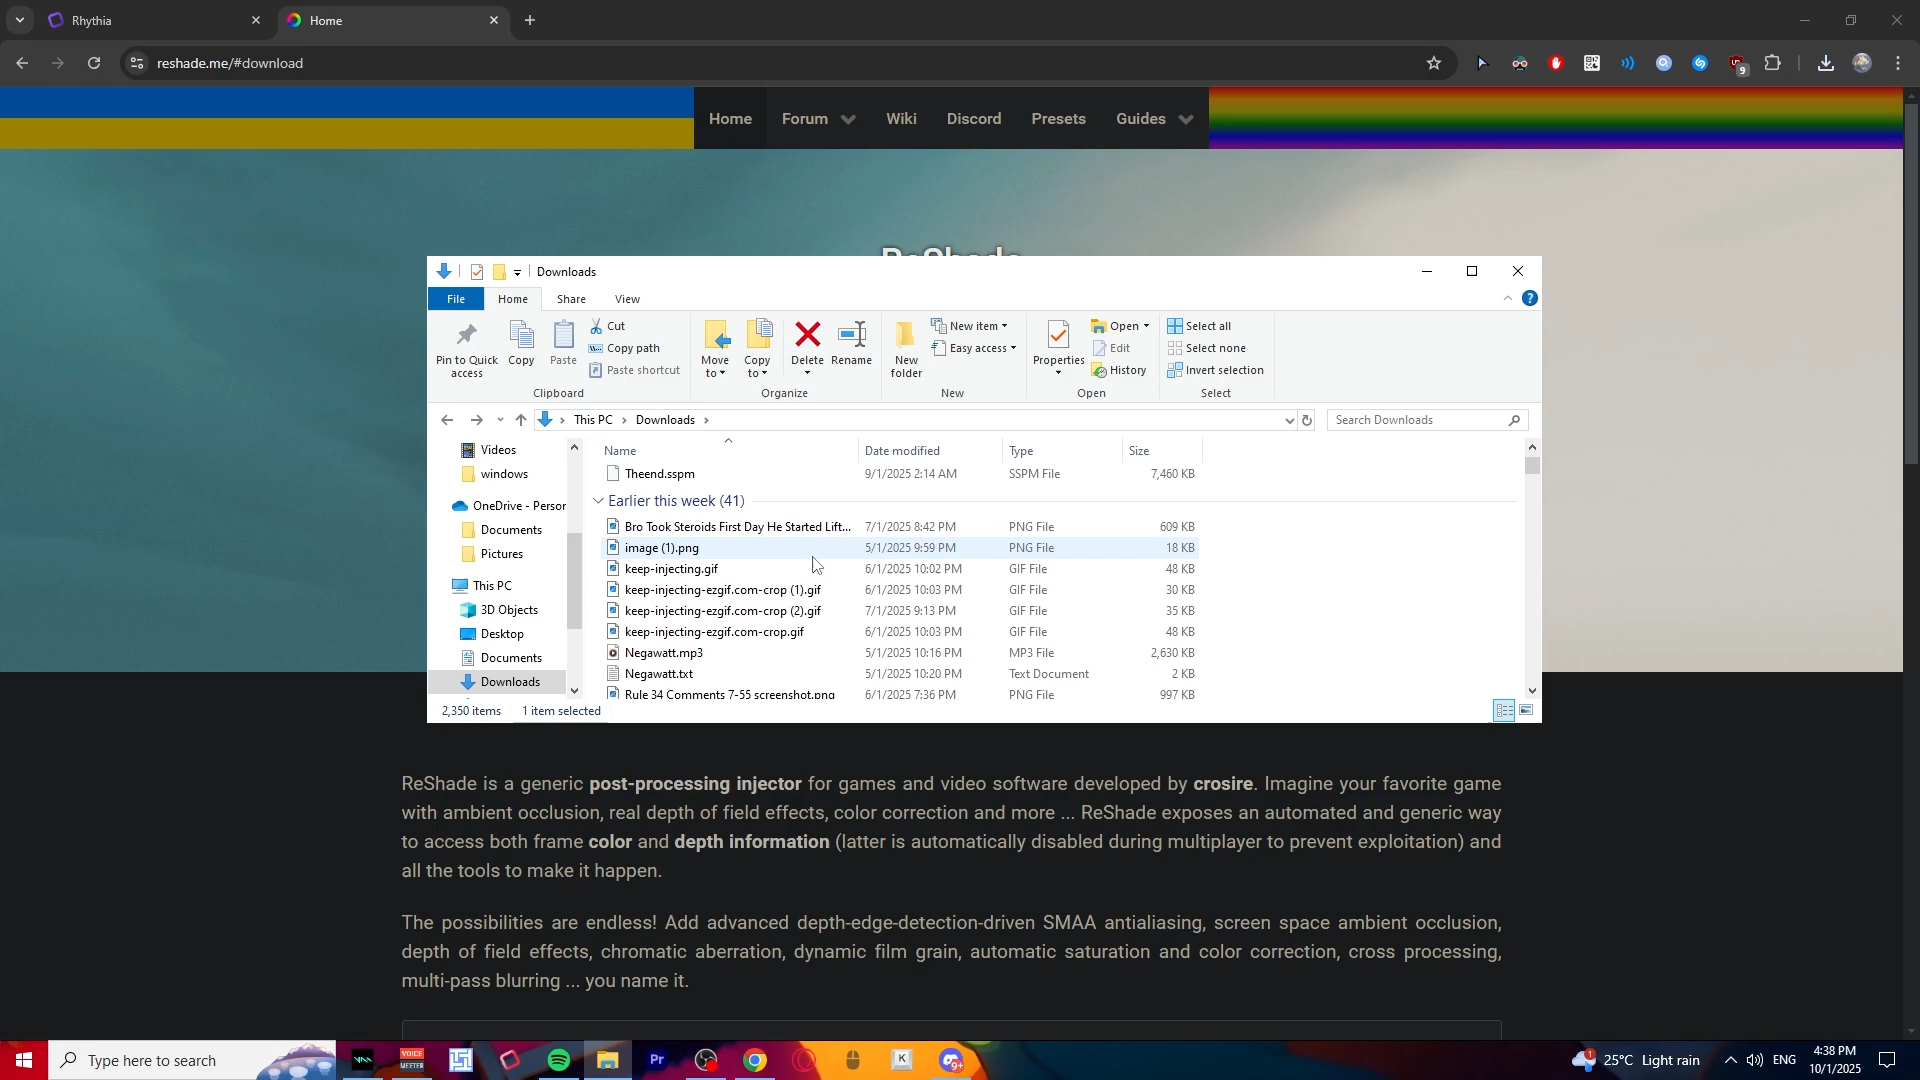 Rhythia
Home
reshade.me/#download
9
Home
Forum
Wiki
Discord
Presets
Guides
ReShade
Downloads
File
Home
Share
View
Pin to Quick access
Copy
Paste
Cut
Copy path
Paste shortcut
Clipboard
Move to
Copy to
Delete
Rename
Organize
New folder
New item
Easy access
New
Properties
Open
Edit
History
Open
Select all
Select none
Invert selection
Select
This PC
Downloads
Search Downloads
Videos
windows
OneDrive - Person
Documents
Pictures
This PC
3D Objects
Desktop
Documents
Downloads
Name Date modified Type Size
Theend.sspm 9/1/2025 2:14 AM SSPM File 7,460 KB
Earlier this week (41)
Bro Took Steroids First Day He Started Lift... 7/1/2025 8:42 PM PNG File 609 KB
image (1).png 5/1/2025 9:59 PM PNG File 18 KB
keep-injecting.gif 6/1/2025 10:02 PM GIF File 48 KB
keep-injecting-ezgif.com-crop (1).gif 6/1/2025 10:03 PM GIF File 30 KB
keep-injecting-ezgif.com-crop (2).gif 7/1/2025 9:13 PM GIF File 35 KB
keep-injecting-ezgif.com-crop.gif 6/1/2025 10:03 PM GIF File 48 KB
Negawatt.mp3 5/1/2025 10:16 PM MP3 File 2,630 KB
Negawatt.txt 5/1/2025 10:20 PM Text Document 2 KB
Rule 34 Comments 7-55 screenshot.png 6/1/2025 7:36 PM PNG File 997 KB
2,350 items
1 item selected
ReShade is a generic post-processing injector for games and video software developed by crosire. Imagine your favorite game
with ambient occlusion, real depth of field effects, color correction and more ... ReShade exposes an automated and generic way
to access both frame color and depth information (latter is automatically disabled during multiplayer to prevent exploitation) and
all the tools to make it happen.
The possibilities are endless! Add advanced depth-edge-detection-driven SMAA antialiasing, screen space ambient occlusion,
depth of field effects, chromatic aberration, dynamic film grain, automatic saturation and color correction, cross processing,
multi-pass blurring ... you name it.
Type here to search
VOICE
MEETER
Pr
K
9+
1
25°C Light rain
ENG
4:38 PM
10/1/2025